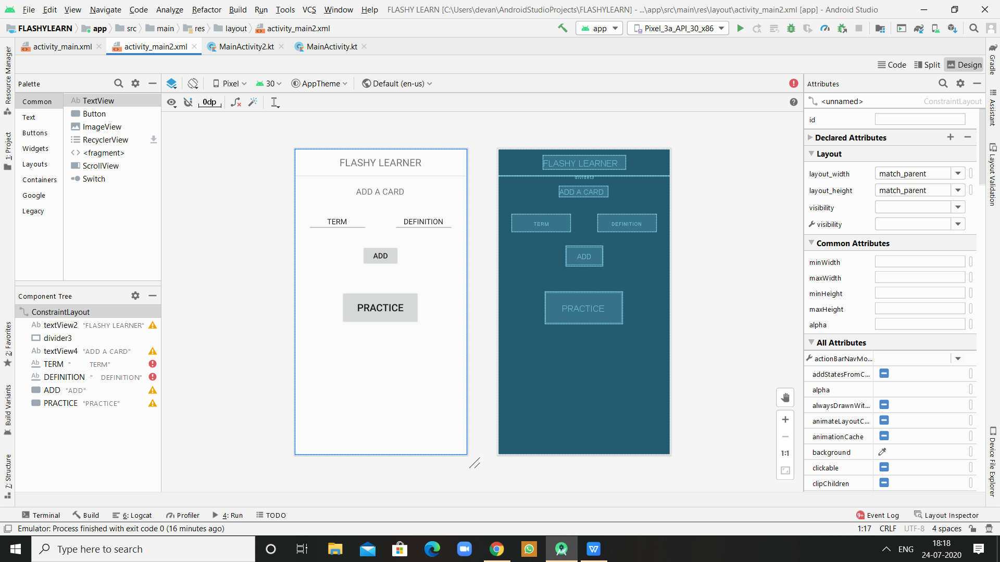 File Edit View Navigate Code Analyze Refactor Build Run Tools VCS Window Help FLASHY LEARN [C:\Users\devan\AndroidStudioProjects\FLASHYLEARN] - ...\app\src\main\res\layout\activity_main2.xml [app] - Android Studio
FLASHYLEARN app src main res layout activity_main2.xml app Pixel_3a_API_30_x86
activity_main.xml activity_main2.xml MainActivity2.kt MainActivity.kt
Code Split Design
Palette Pixel 30 AppTheme Default (en-us) Attributes
0dp
<unnamed> ConstraintLayout
Common
Text
Buttons
Widgets
Layouts
Containers
Google
Legacy
Ab TextView
Button
ImageView
RecyclerView
<fragment>
ScrollView
Switch
Component Tree
ConstraintLayout
Ab textView2 "FLASHY LEARNER"
divider3
Ab textView4 "ADD A CARD"
Ab TERM " TERM"
Ab DEFINITION " DEFINITION"
ADD "ADD"
PRACTICE "PRACTICE"
FLASHY LEARNER
ADD A CARD
TERM DEFINITION
ADD
PRACTICE
FLASHY LEARNER
divider3
ADD A CARD
TERM DEFINITION
ADD
PRACTICE
1:1
id
Declared Attributes
Layout
layout_width match_parent
layout_height match_parent
visibility
visibility
Common Attributes
minWidth
maxWidth
minHeight
maxHeight
alpha
All Attributes
actionBarNavMo...
addStatesFromC...
alpha
alwaysDrawnWit...
animateLayoutC...
animationCache
background
clickable
clipChildren
Resource Manager
1: Project
2: Favorites
Build Variants
7: Structure
Gradle
Assistant
Layout Validation
Device File Explorer
Terminal Build 6: Logcat Profiler 4: Run TODO 9+ Event Log Layout Inspector
Emulator: Process finished with exit code 0 (16 minutes ago) 1:17 CRLF UTF-8 4 spaces
Type here to search
W
ENG
18:18
24-07-2020